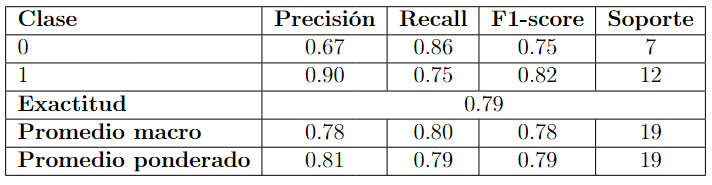 Clase Precisión Recall F1-score Soporte
0 0.67 0.86 0.75 7
1 0.90 0.75 0.82 12
Exactitud 0.79
Promedio macro 0.78 0.80 0.78 19
Promedio ponderado 0.81 0.79 0.79 19